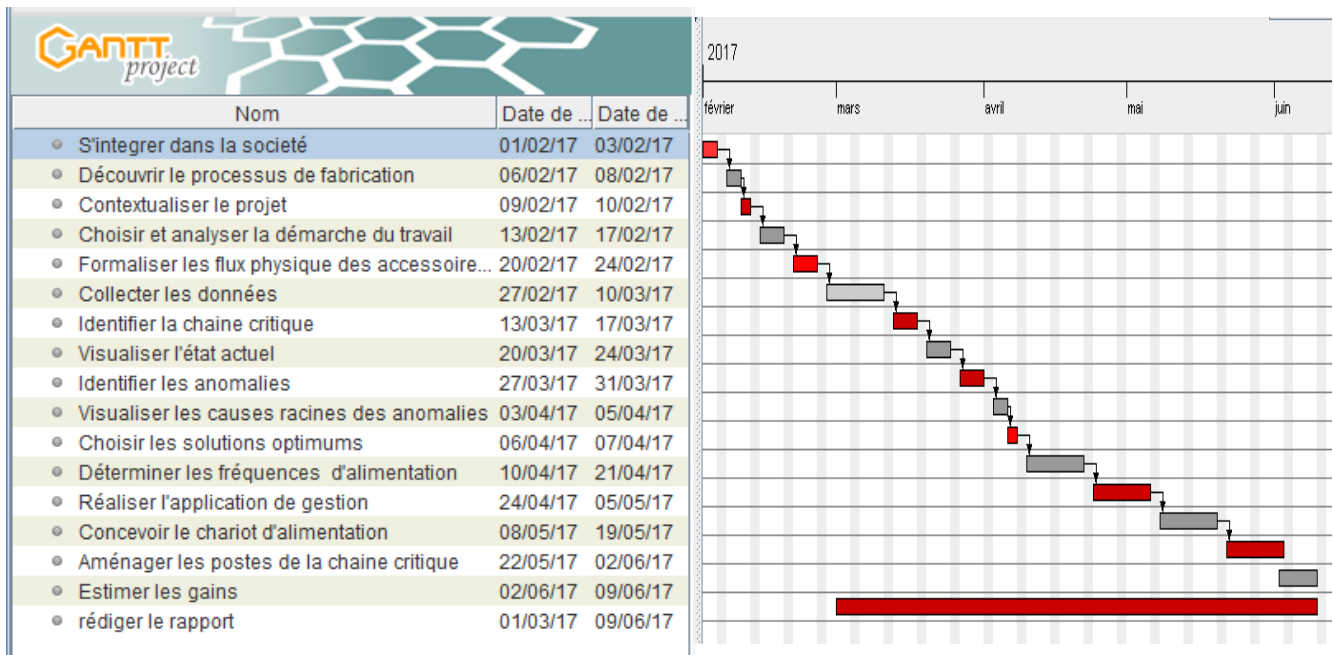 GANTT
project
2017
février mars avril mai juin
Nom Date de ... Date de ...
S'integrer dans la societé 01/02/17 03/02/17
Découvrir le processus de fabrication 06/02/17 08/02/17
Contextualiser le projet 09/02/17 10/02/17
Choisir et analyser la démarche du travail 13/02/17 17/02/17
Formaliser les flux physique des accessoire... 20/02/17 24/02/17
Collecter les données 27/02/17 10/03/17
Identifier la chaine critique 13/03/17 17/03/17
Visualiser l'état actuel 20/03/17 24/03/17
Identifier les anomalies 27/03/17 31/03/17
Visualiser les causes racines des anomalies 03/04/17 05/04/17
Choisir les solutions optimums 06/04/17 07/04/17
Déterminer les fréquences d'alimentation 10/04/17 21/04/17
Réaliser l'application de gestion 24/04/17 05/05/17
Concevoir le chariot d'alimentation 08/05/17 19/05/17
Aménager les postes de la chaine critique 22/05/17 02/06/17
Estimer les gains 02/06/17 09/06/17
rédiger le rapport 01/03/17 09/06/17